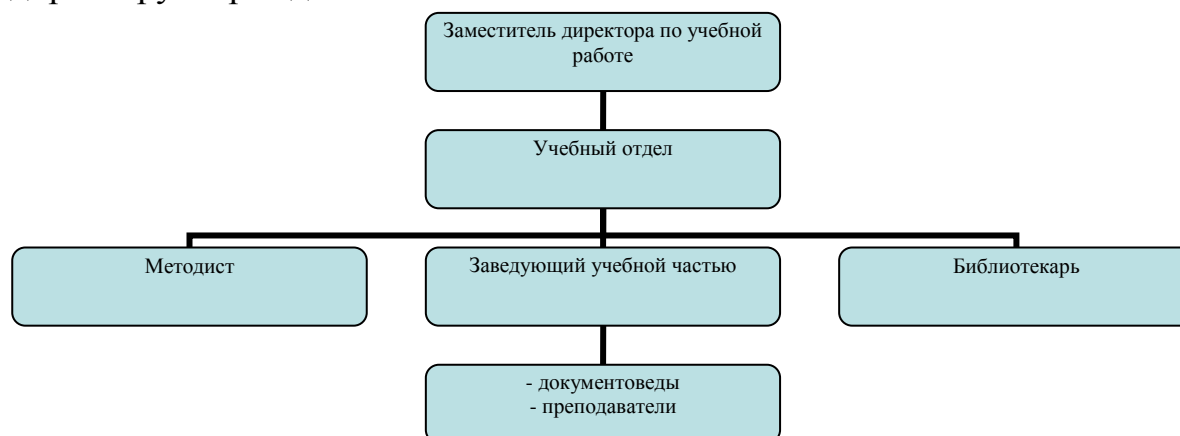 Заместитель директора по учебной
работе
Учебный отдел
Методист
Заведующий учебной частью
Библиотекарь
- документоведы
- преподаватели